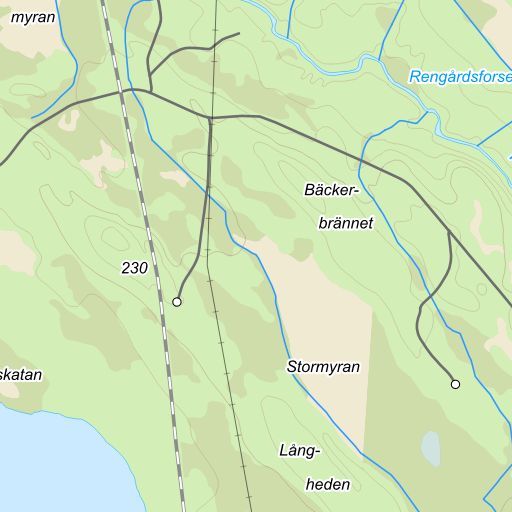 myran
Rengårdsforse
Bäcker-
brännet
230
Stormyran
skatan
Lång-
heden